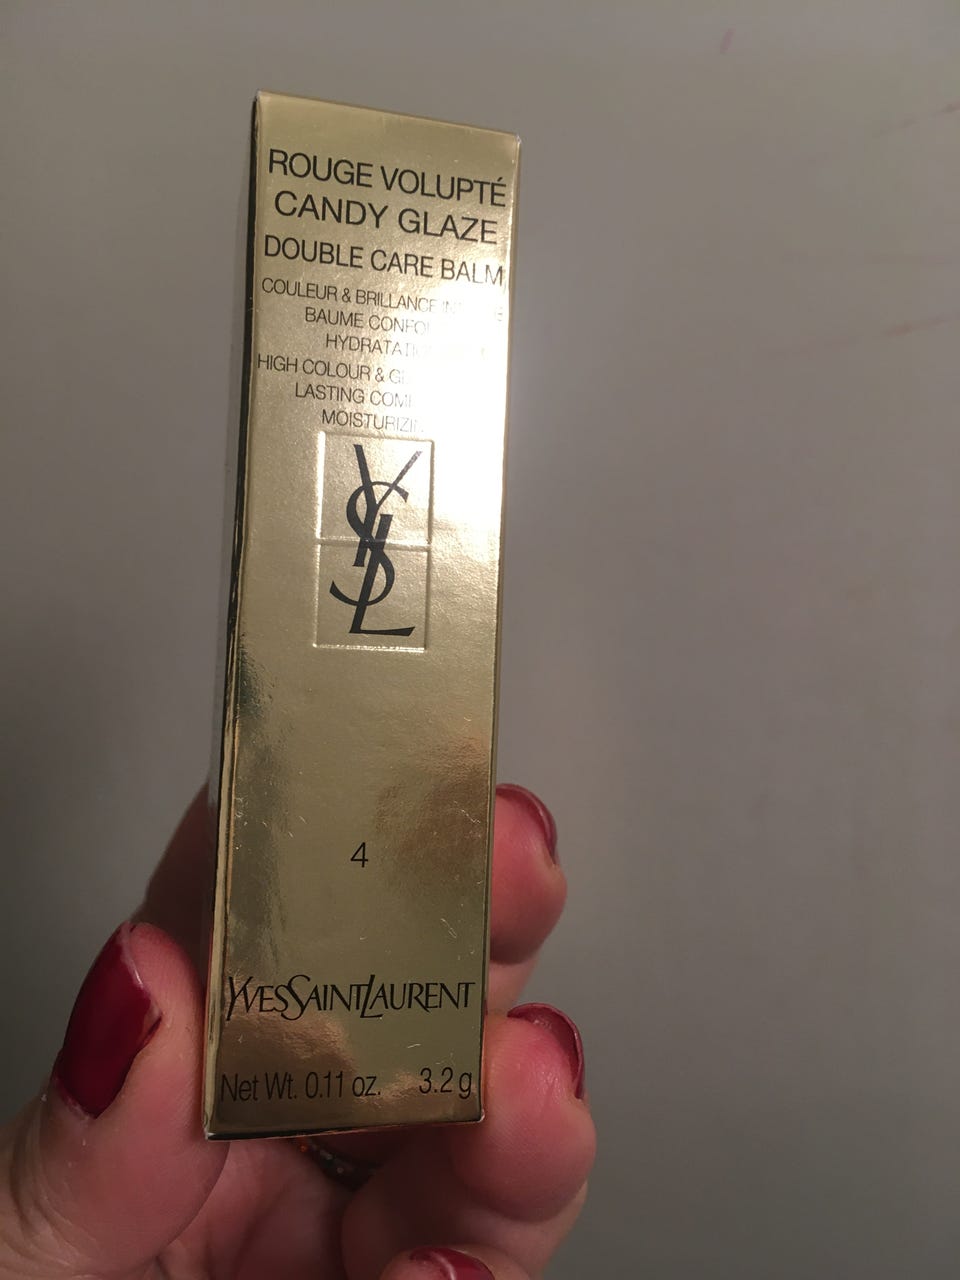 ROUGE VOLUPTÉ
CANDY GLAZE
DOUBLE CARE BALM
COULEUR & BRILLANCE
BAUME
HIGH COLOUR &
LASTING
YSL
4
YVESSAINTLAURENT
Net Wt. 0.11 oz. 3.2 g